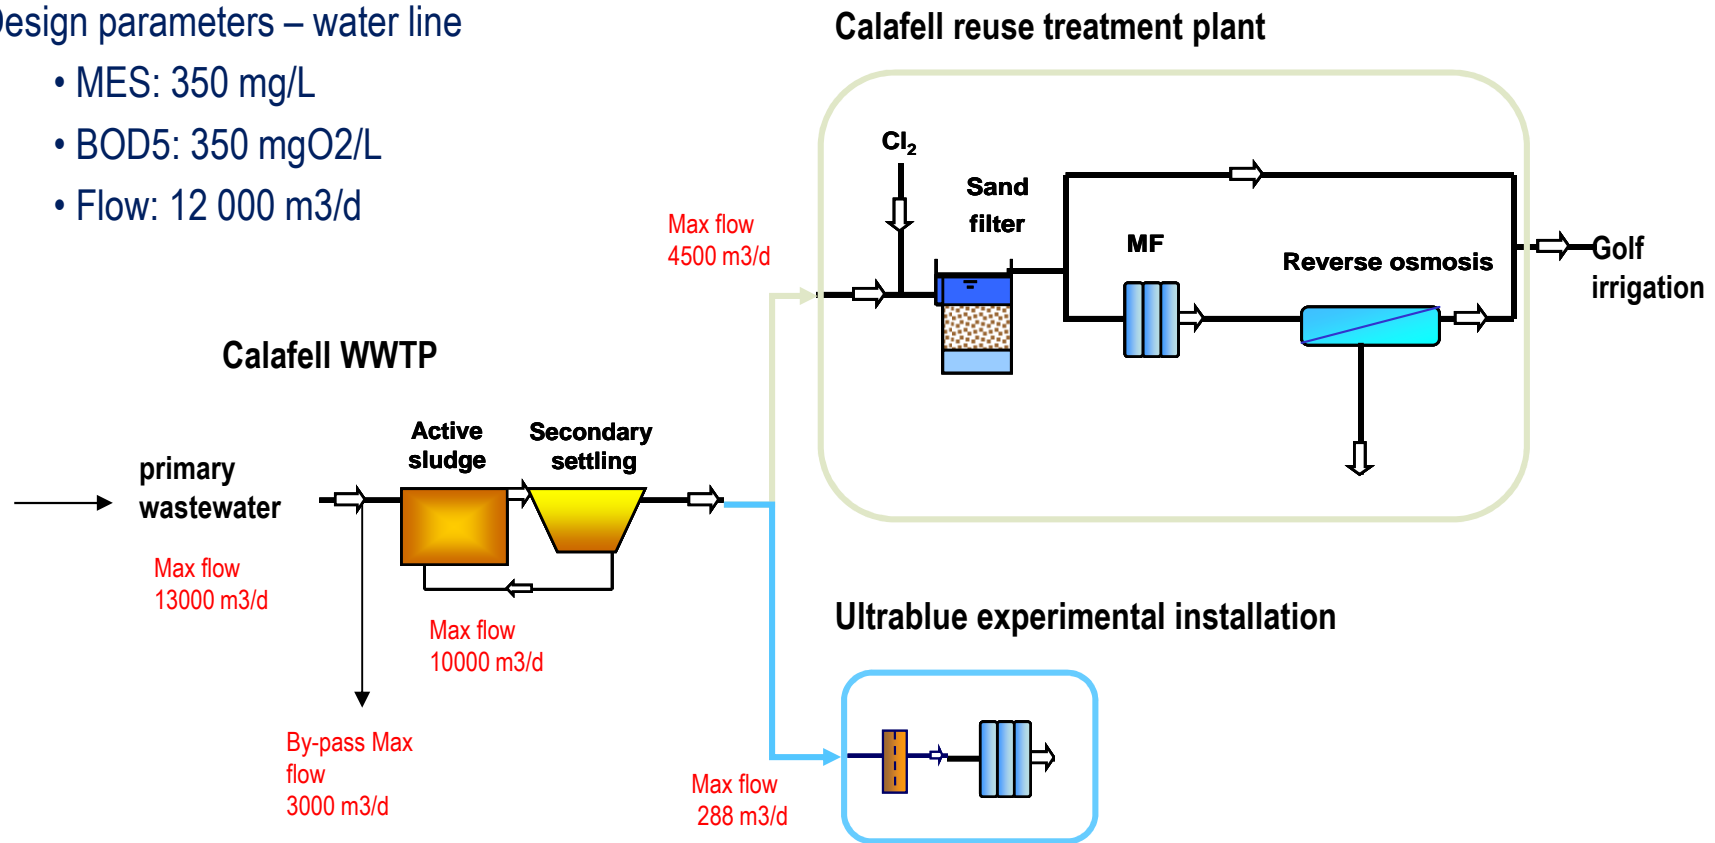 esign parameters – water line
• MES: 350 mg/L
• BOD5: 350 mgO2/L
• Flow: 12 000 m3/d
Calafell reuse treatment plant
Cl₂
Sand
filter
Max flow
4500 m3/d
MF
Reverse osmosis
Golf
irrigation
Calafell WWTP
Active
sludge
Secondary
settling
primary
wastewater
Max flow
13000 m3/d
Max flow
10000 m3/d
By-pass Max
flow
3000 m3/d
Ultrablue experimental installation
Max flow
288 m3/d